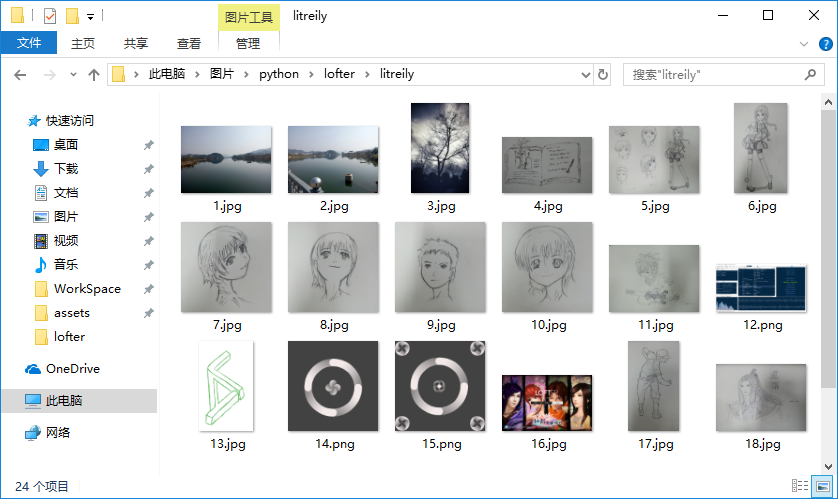 图片工具
litreily
文件
主页
共享
查看
管理
此电脑 > 图片 > python > lofter > litreily
搜索"litreily"
快速访问
桌面
下载
文档
图片
视频
音乐
WorkSpace
assets
lofter
OneDrive
此电脑
网络
1.jpg
2.jpg
3.jpg
4.jpg
5.jpg
6.jpg
7.jpg
8.jpg
9.jpg
10.jpg
11.jpg
12.png
13.jpg
14.png
15.png
16.jpg
17.jpg
18.jpg
24 个项目